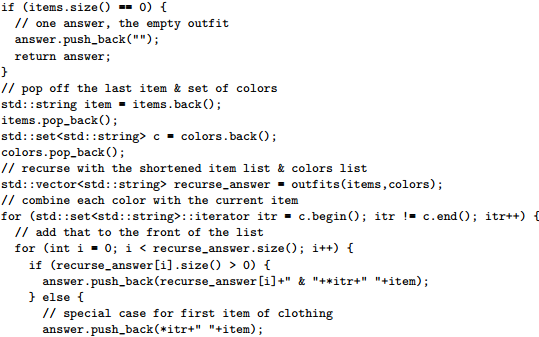 if (items.size() == 0) {
  // one answer, the empty outfit
  answer.push_back("");
  return answer;
}
// pop off the last item & set of colors
std::string item = items.back();
items.pop_back();
std::set<std::string> c = colors.back();
colors.pop_back();
// recurse with the shortened item list & colors list
std::vector<std::string> recurse_answer = outfits(items,colors);
// combine each color with the current item
for (std::set<std::string>::iterator itr = c.begin(); itr != c.end(); itr++) {
  // add that to the front of the list
  for (int i = 0; i < recurse_answer.size(); i++) {
    if (recurse_answer[i].size() > 0) {
      answer.push_back(recurse_answer[i]+" & "+*itr+" "+item);
    } else {
      // special case for first item of clothing
      answer.push_back(*itr+" "+item);